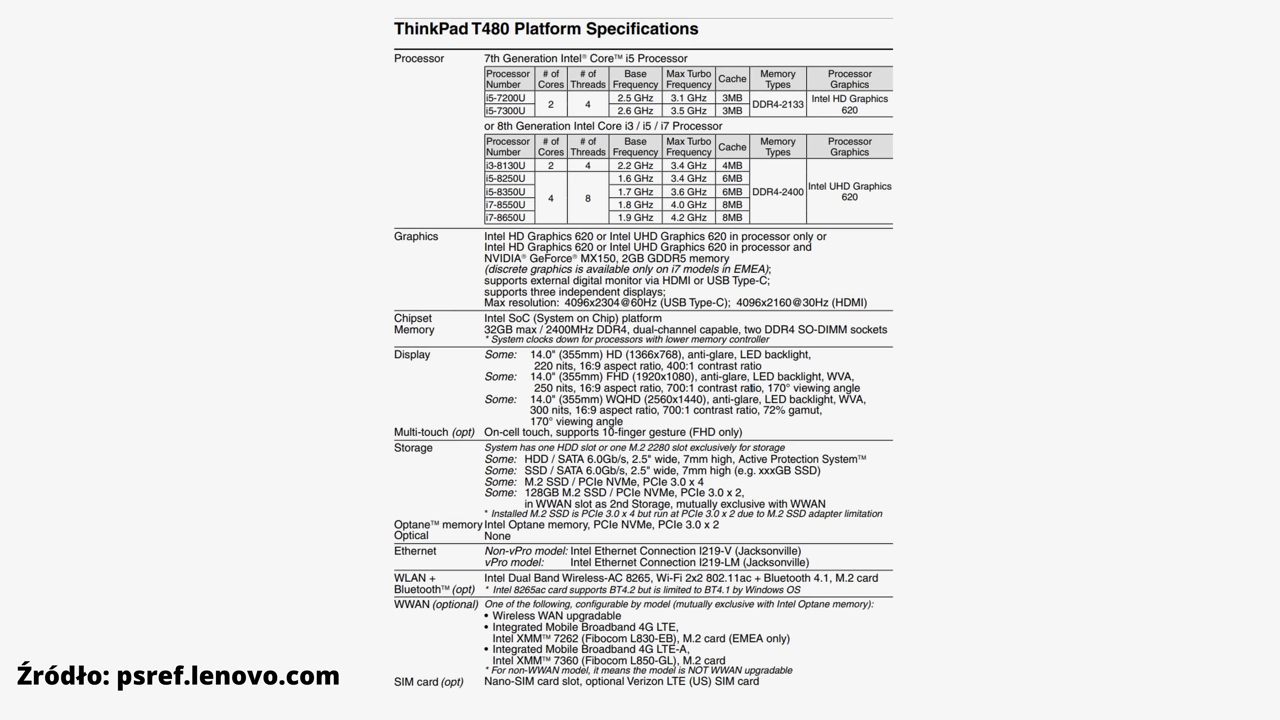 ThinkPad T480 Platform Specifications
Processor 7th Generation Intel® Core™ i5 Processor
Processor Number # of Cores # of Threads Base Frequency Max Turbo Frequency Cache Memory Types Processor Graphics
i5-7200U 2 4 2.5 GHz 3.1 GHz 3MB DDR4-2133 Intel HD Graphics 620
i5-7300U 2.6 GHz 3.5 GHz 3MB
or 8th Generation Intel Core i3 / i5 / i7 Processor
Processor Number # of Cores # of Threads Base Frequency Max Turbo Frequency Cache Memory Types Processor Graphics
i3-8130U 2 4 2.2 GHz 3.4 GHz 4MB DDR4-2400 Intel UHD Graphics 620
i5-8250U 4 8 1.6 GHz 3.4 GHz 6MB
i5-8350U 1.7 GHz 3.6 GHz 6MB
i7-8550U 1.8 GHz 4.0 GHz 8MB
i7-8650U 1.9 GHz 4.2 GHz 8MB
Graphics Intel HD Graphics 620 or Intel UHD Graphics 620 in processor only or
Intel HD Graphics 620 or Intel UHD Graphics 620 in processor and
NVIDIA® GeForce® MX150, 2GB GDDR5 memory
(discrete graphics is available only on i7 models in EMEA);
supports external digital monitor via HDMI or USB Type-C;
supports three independent displays;
Max resolution: 4096x2304@60Hz (USB Type-C); 4096x2160@30Hz (HDMI)
Chipset Intel SoC (System on Chip) platform
Memory 32GB max / 2400MHz DDR4, dual-channel capable, two DDR4 SO-DIMM sockets
* System clocks down for processors with lower memory controller
Display Some: 14.0" (355mm) HD (1366x768), anti-glare, LED backlight,
220 nits, 16:9 aspect ratio, 400:1 contrast ratio
Some: 14.0" (355mm) FHD (1920x1080), anti-glare, LED backlight, WVA,
250 nits, 16:9 aspect ratio, 700:1 contrast ratio, 170° viewing angle
Some: 14.0" (355mm) WQHD (2560x1440), anti-glare, LED backlight, WVA,
300 nits, 16:9 aspect ratio, 700:1 contrast ratio, 72% gamut,
170° viewing angle
Multi-touch (opt) On-cell touch, supports 10-finger gesture (FHD only)
Storage System has one HDD slot or one M.2 2280 slot exclusively for storage
Some: HDD / SATA 6.0Gb/s, 2.5" wide, 7mm high, Active Protection System™
Some: SSD / SATA 6.0Gb/s, 2.5" wide, 7mm high (e.g. xxxGB SSD)
Some: M.2 SSD / PCIe NVMe, PCIe 3.0 x 4
Some: 128GB M.2 SSD / PCIe NVMe, PCIe 3.0 x 2,
in WWAN slot as 2nd Storage, mutually exclusive with WWAN
* Installed M.2 SSD is PCIe 3.0 x 4 but run at PCIe 3.0 x 2 due to M.2 SSD adapter limitation
Optane™ memory Intel Optane memory, PCIe NVMe, PCIe 3.0 x 2
Optical None
Ethernet Non-vPro model: Intel Ethernet Connection I219-V (Jacksonville)
vPro model: Intel Ethernet Connection I219-LM (Jacksonville)
WLAN + Intel Dual Band Wireless-AC 8265, Wi-Fi 2x2 802.11ac + Bluetooth 4.1, M.2 card
Bluetooth™ (opt) * Intel 8265ac card supports BT4.2 but is limited to BT4.1 by Windows OS
WWAN (optional) One of the following, configurable by model (mutually exclusive with Intel Optane memory):
• Wireless WAN upgradable
• Integrated Mobile Broadband 4G LTE,
Intel XMM™ 7262 (Fibocom L830-EB), M.2 card (EMEA only)
• Integrated Mobile Broadband 4G LTE-A,
Intel XMM™ 7360 (Fibocom L850-GL), M.2 card
* For non-WWAN model, it means the model is NOT WWAN upgradable
SIM card (opt) Nano-SIM card slot, optional Verizon LTE (US) SIM card
Źródło: psref.lenovo.com